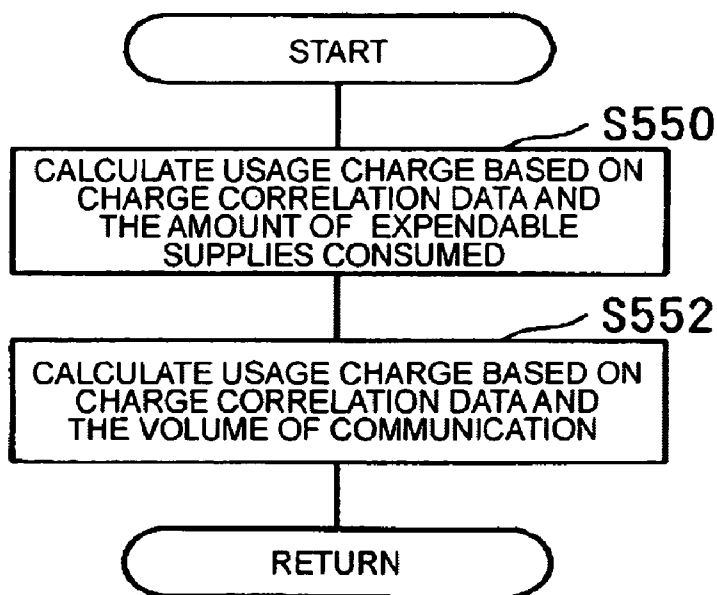 START
S550
CALCULATE USAGE CHARGE BASED ON
CHARGE CORRELATION DATA AND
THE AMOUNT OF EXPENDABLE
SUPPLIES CONSUMED
S552
CALCULATE USAGE CHARGE BASED ON
CHARGE CORRELATION DATA AND
THE VOLUME OF COMMUNICATION
RETURN